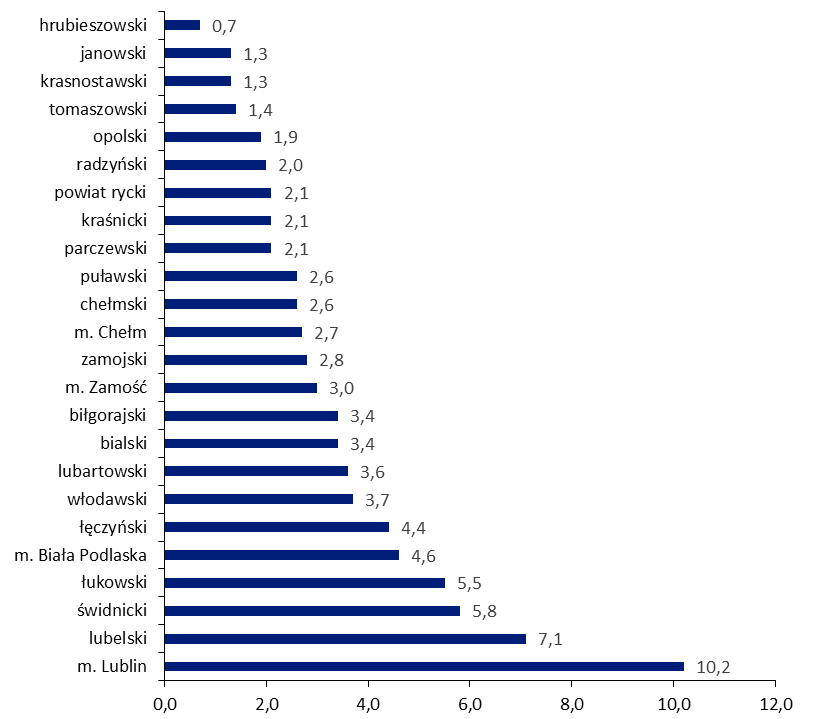 hrubieszowski 0,7
janowski 1,3
krasnostawski 1,3
tomaszowski 1,4
opolski 1,9
radzyński 2,0
powiat rycki 2,1
kraśnicki 2,1
parczewski 2,1
puławski 2,6
chełmski 2,6
m. Chełm 2,7
zamojski 2,8
m. Zamość 3,0
biłgorajski 3,4
bialski 3,4
lubartowski 3,6
włodawski 3,7
łęczyński 4,4
m. Biała Podlaska 4,6
łukowski 5,5
świdnicki 5,8
lubelski 7,1
m. Lublin 10,2
0,0 2,0 4,0 6,0 8,0 10,0 12,0